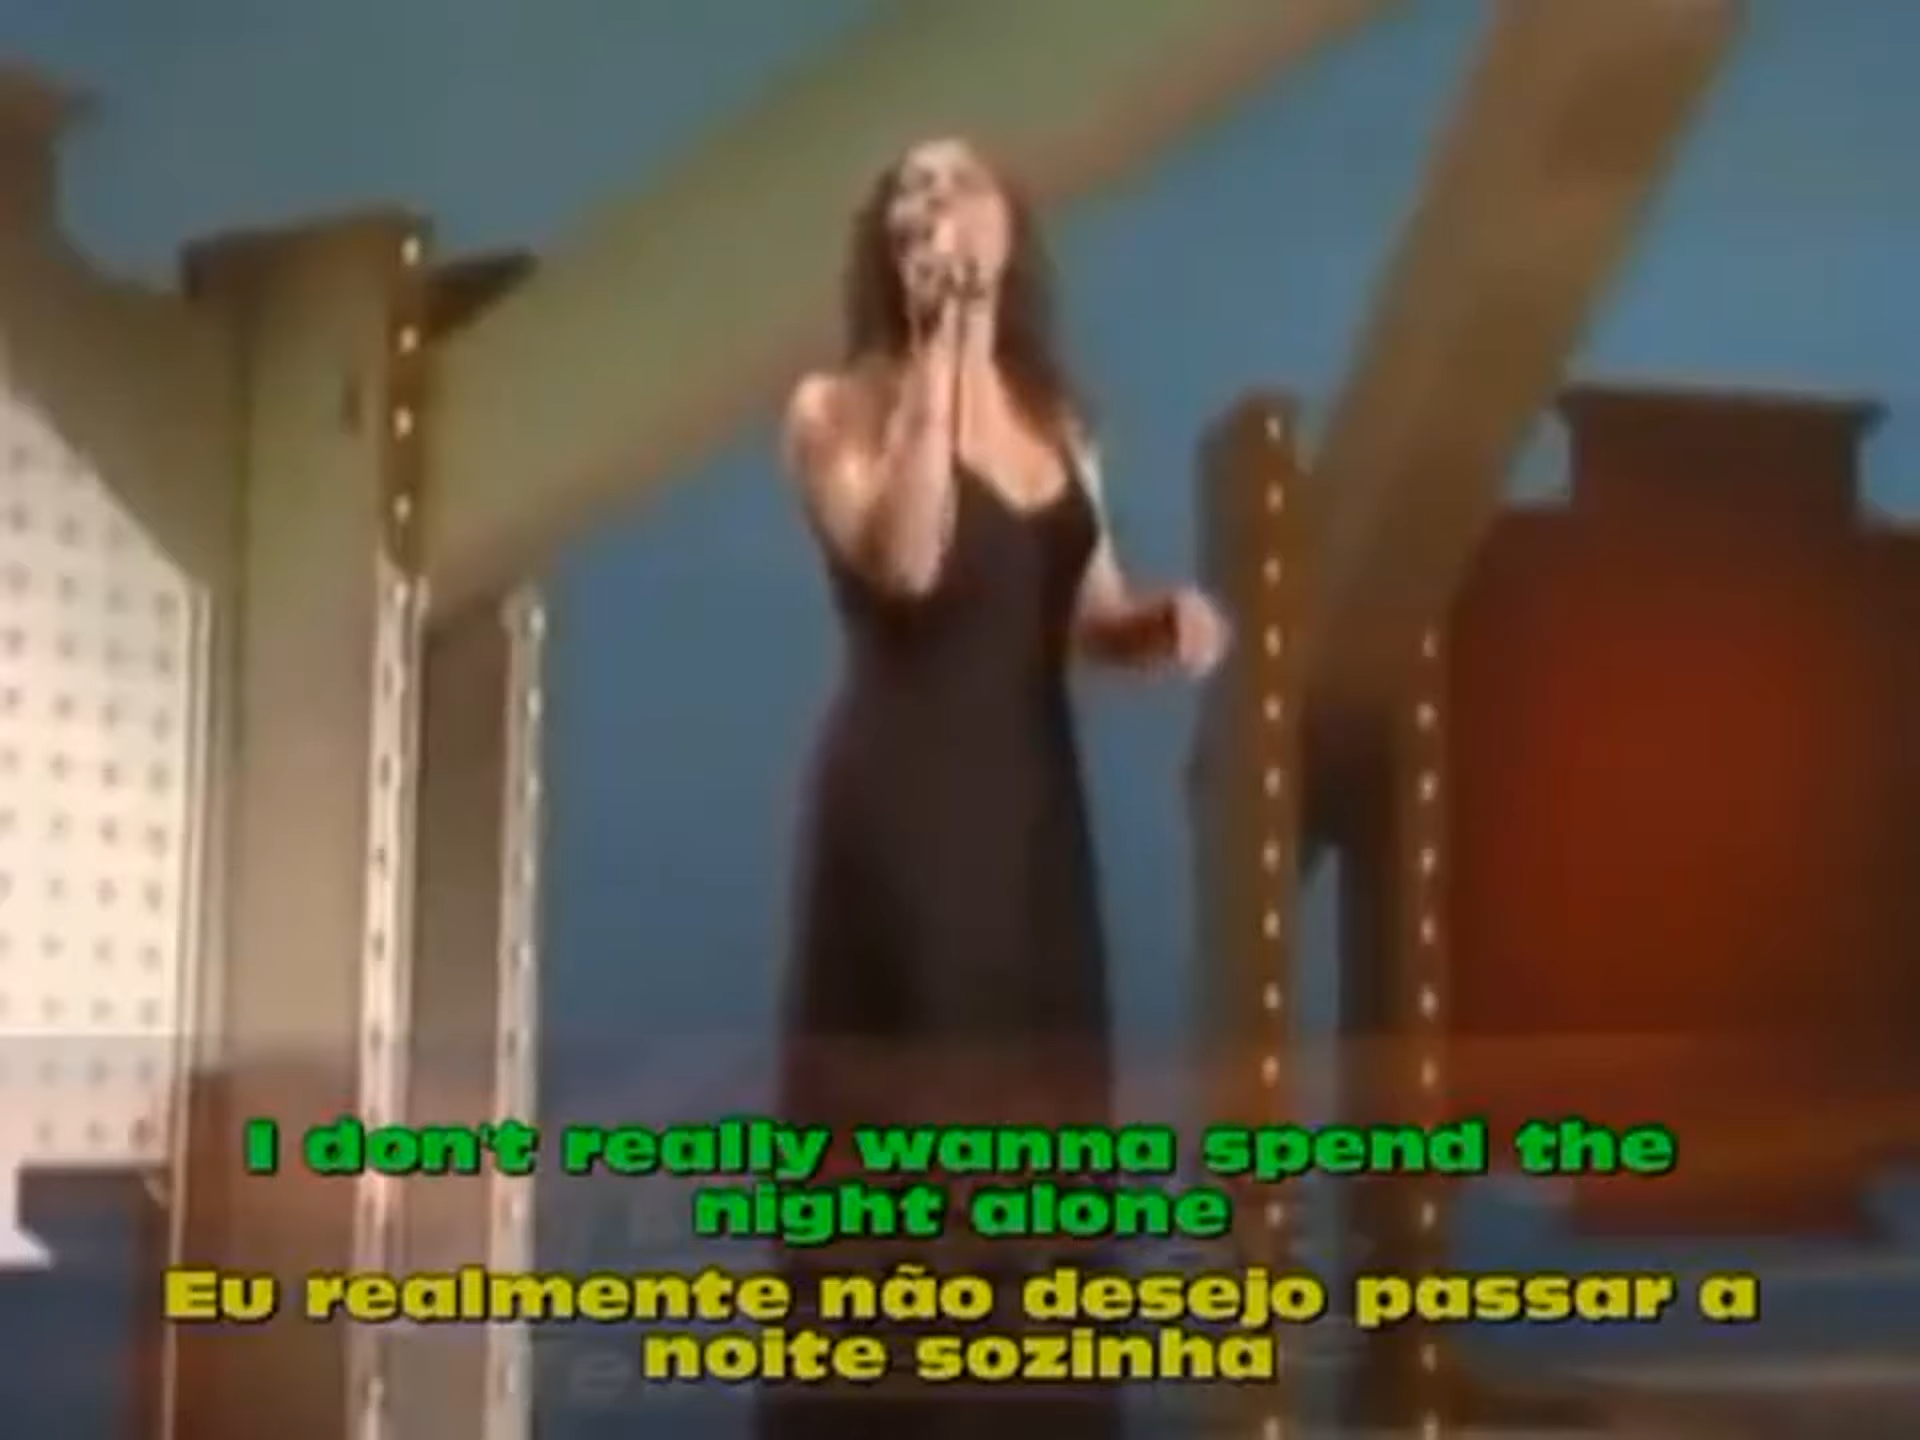 I don't really wanna spend the
night alone
Eu realmente não desejo passar a
noite sozinha